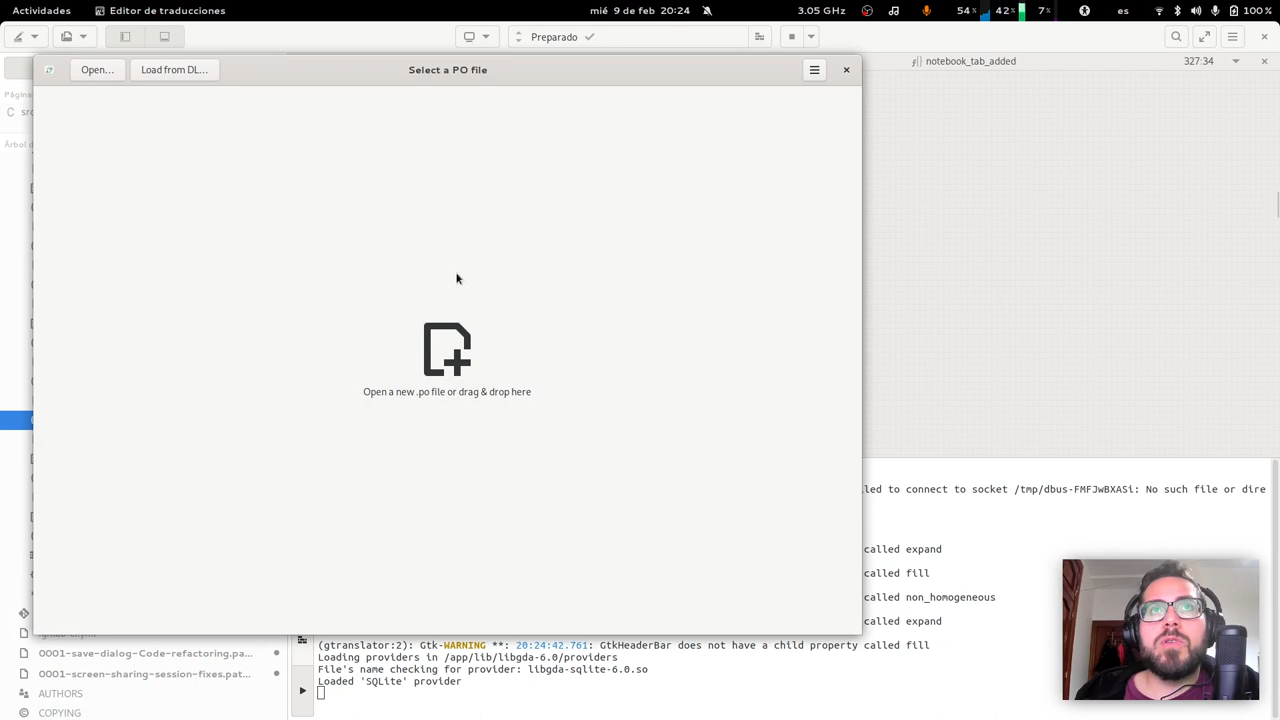 Actividades
Editor de traducciones
mié 9 de feb 20:24
3.05 GHz
54 %
42 %
7 %
es
100 %
Preparado
Open...
Load from DL...
Select a PO file
notebook_tab_added
327:34
Página
src
Árbol d
Open a new .po file or drag & drop here
led to connect to socket /tmp/dbus-FMFJwBXASi: No such file or dire
called expand
called fill
called non_homogeneous
called expand
(gtranslator:2): Gtk-WARNING **: 20:24:42.761: GtkHeaderBar does not have a child property called fill
Loading providers in /app/lib/libgda-6.0/providers
File's name checking for provider: libgda-sqlite-6.0.so
Loaded 'SQLite' provider
0001-save-dialog-Code-refactoring.pa...
0001-screen-sharing-session-fixes.pat...
AUTHORS
COPYING